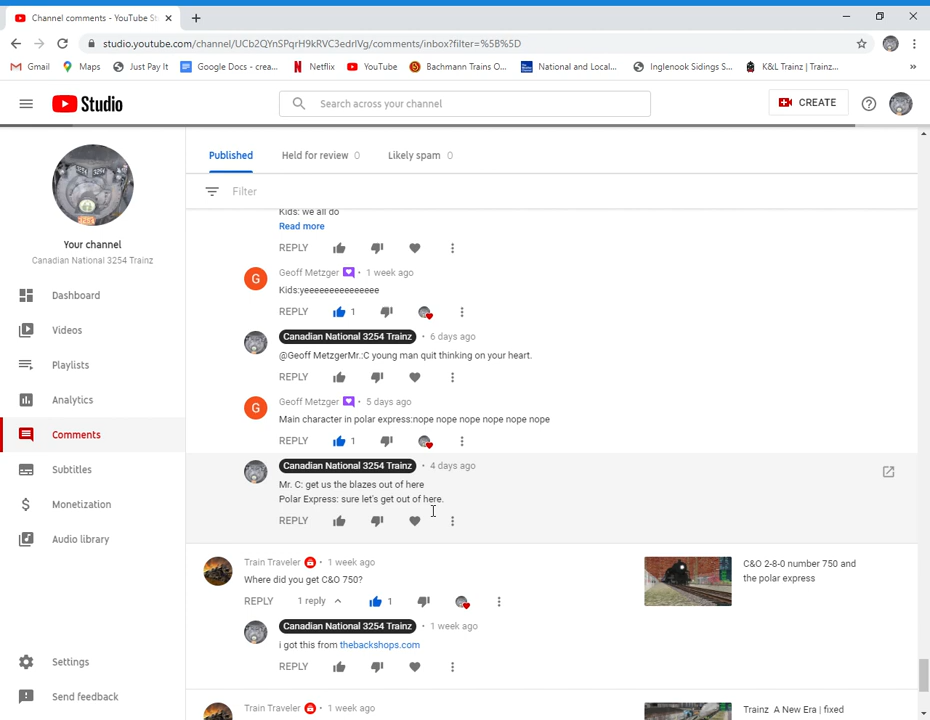 Channel comments - YouTube St
studio.youtube.com/channel/UCb2QYnSPqrH9kRVC3edrlVg/comments/inbox?filter=%5B%5D
Gmail Maps Just Pay It Google Docs - crea... Netflix YouTube Bachmann Trains O... National and Local... Inglenook Sidings S... K&L Trainz | Trainz... »
Studio
Search across your channel
CREATE
Your channel
Canadian National 3254 Trainz
Dashboard
Videos
Playlists
Analytics
Comments
Subtitles
Monetization
Audio library
Settings
Send feedback
Published Held for review 0 Likely spam 0
Filter
Kids: we all do
Read more
REPLY
G Geoff Metzger • 1 week ago
Kids:yeeeeeeeeeeeeeee
REPLY 1
Canadian National 3254 Trainz • 6 days ago
@Geoff MetzgerMr.:C young man quit thinking on your heart.
REPLY
G Geoff Metzger • 5 days ago
Main character in polar express:nope nope nope nope nope nope
REPLY 1
Canadian National 3254 Trainz • 4 days ago
Mr. C: get us the blazes out of here
Polar Express: sure let's get out of here.
REPLY
Train Traveler • 1 week ago
Where did you get C&O 750?
REPLY 1 reply 1
C&O 2-8-0 number 750 and
the polar express
Canadian National 3254 Trainz • 1 week ago
i got this from thebackshops.com
REPLY
Train Traveler • 1 week ago
Trainz A New Era | fixed